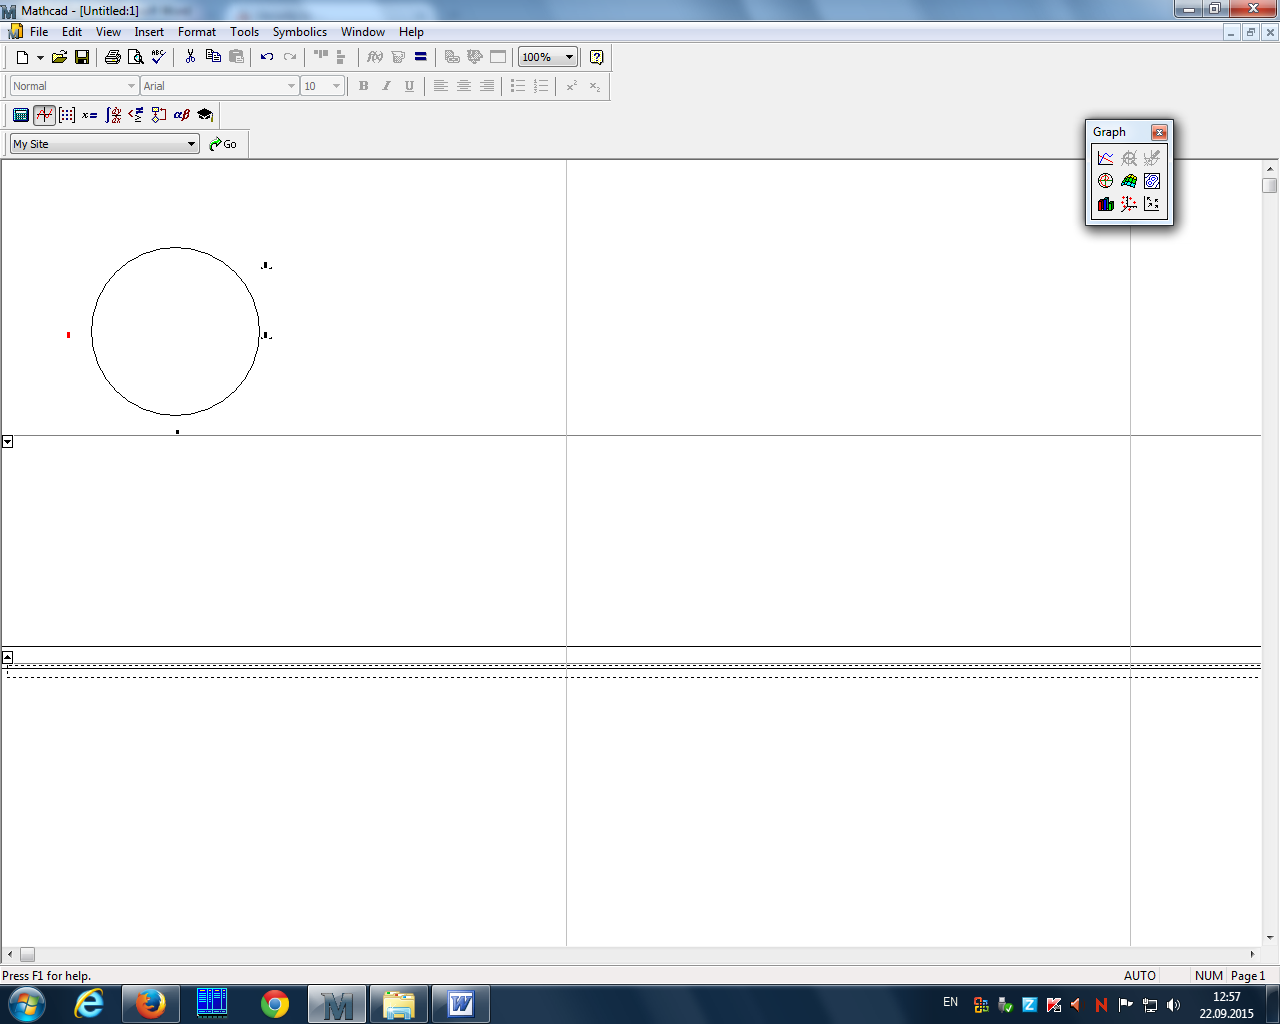 Mathcad - [Untitled:1]
File Edit View Insert Format Tools Symbolics Window Help
100%
Normal Arial 10 B I U
My Site Go
Graph
Press F1 for help. AUTO NUM Page 1
EN 12:57
22.09.2015